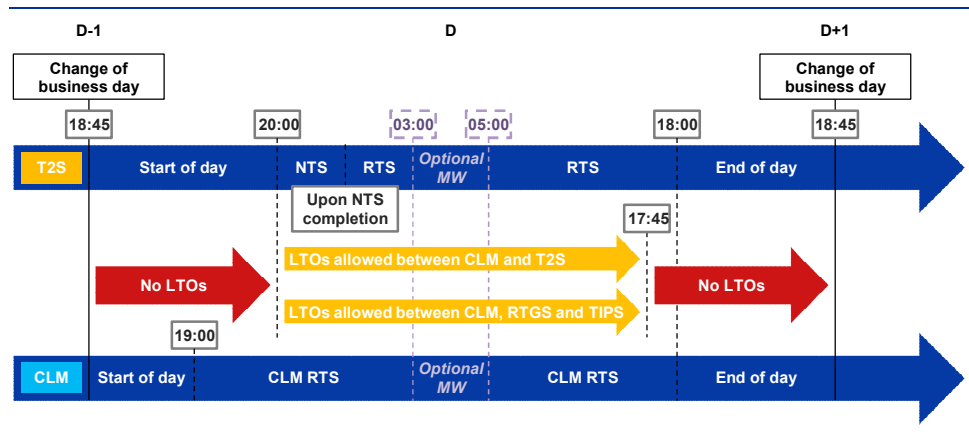 D-1
D
D+1
Change of
business day
Change of
business day
18:45
20:00
03:00
05:00
18:00
18:45
T2S
Start of day
NTS
RTS
Optional
MW
RTS
End of day
Upon NTS
completion
17:45
LTOs allowed between CLM and T2S
No LTOs
No LTOs
LTOs allowed between CLM, RTGS and TIPS
19:00
CLM
Start of day
CLM RTS
Optional
MW
CLM RTS
End of day